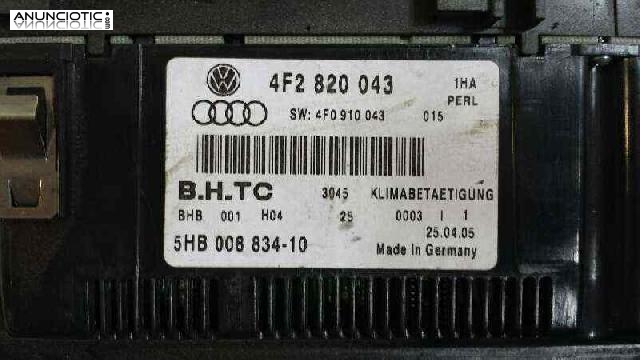 ANUNCIOTIC.com
4F2 820 043 1HA
PERL
SW: 4F0 910 043 015
B.H.TC 3045 KLIMABETAETIGUNG
BHB 001 H04 25 0003 I 1
25.04.05
5HB 008 834-10 Made in Germany